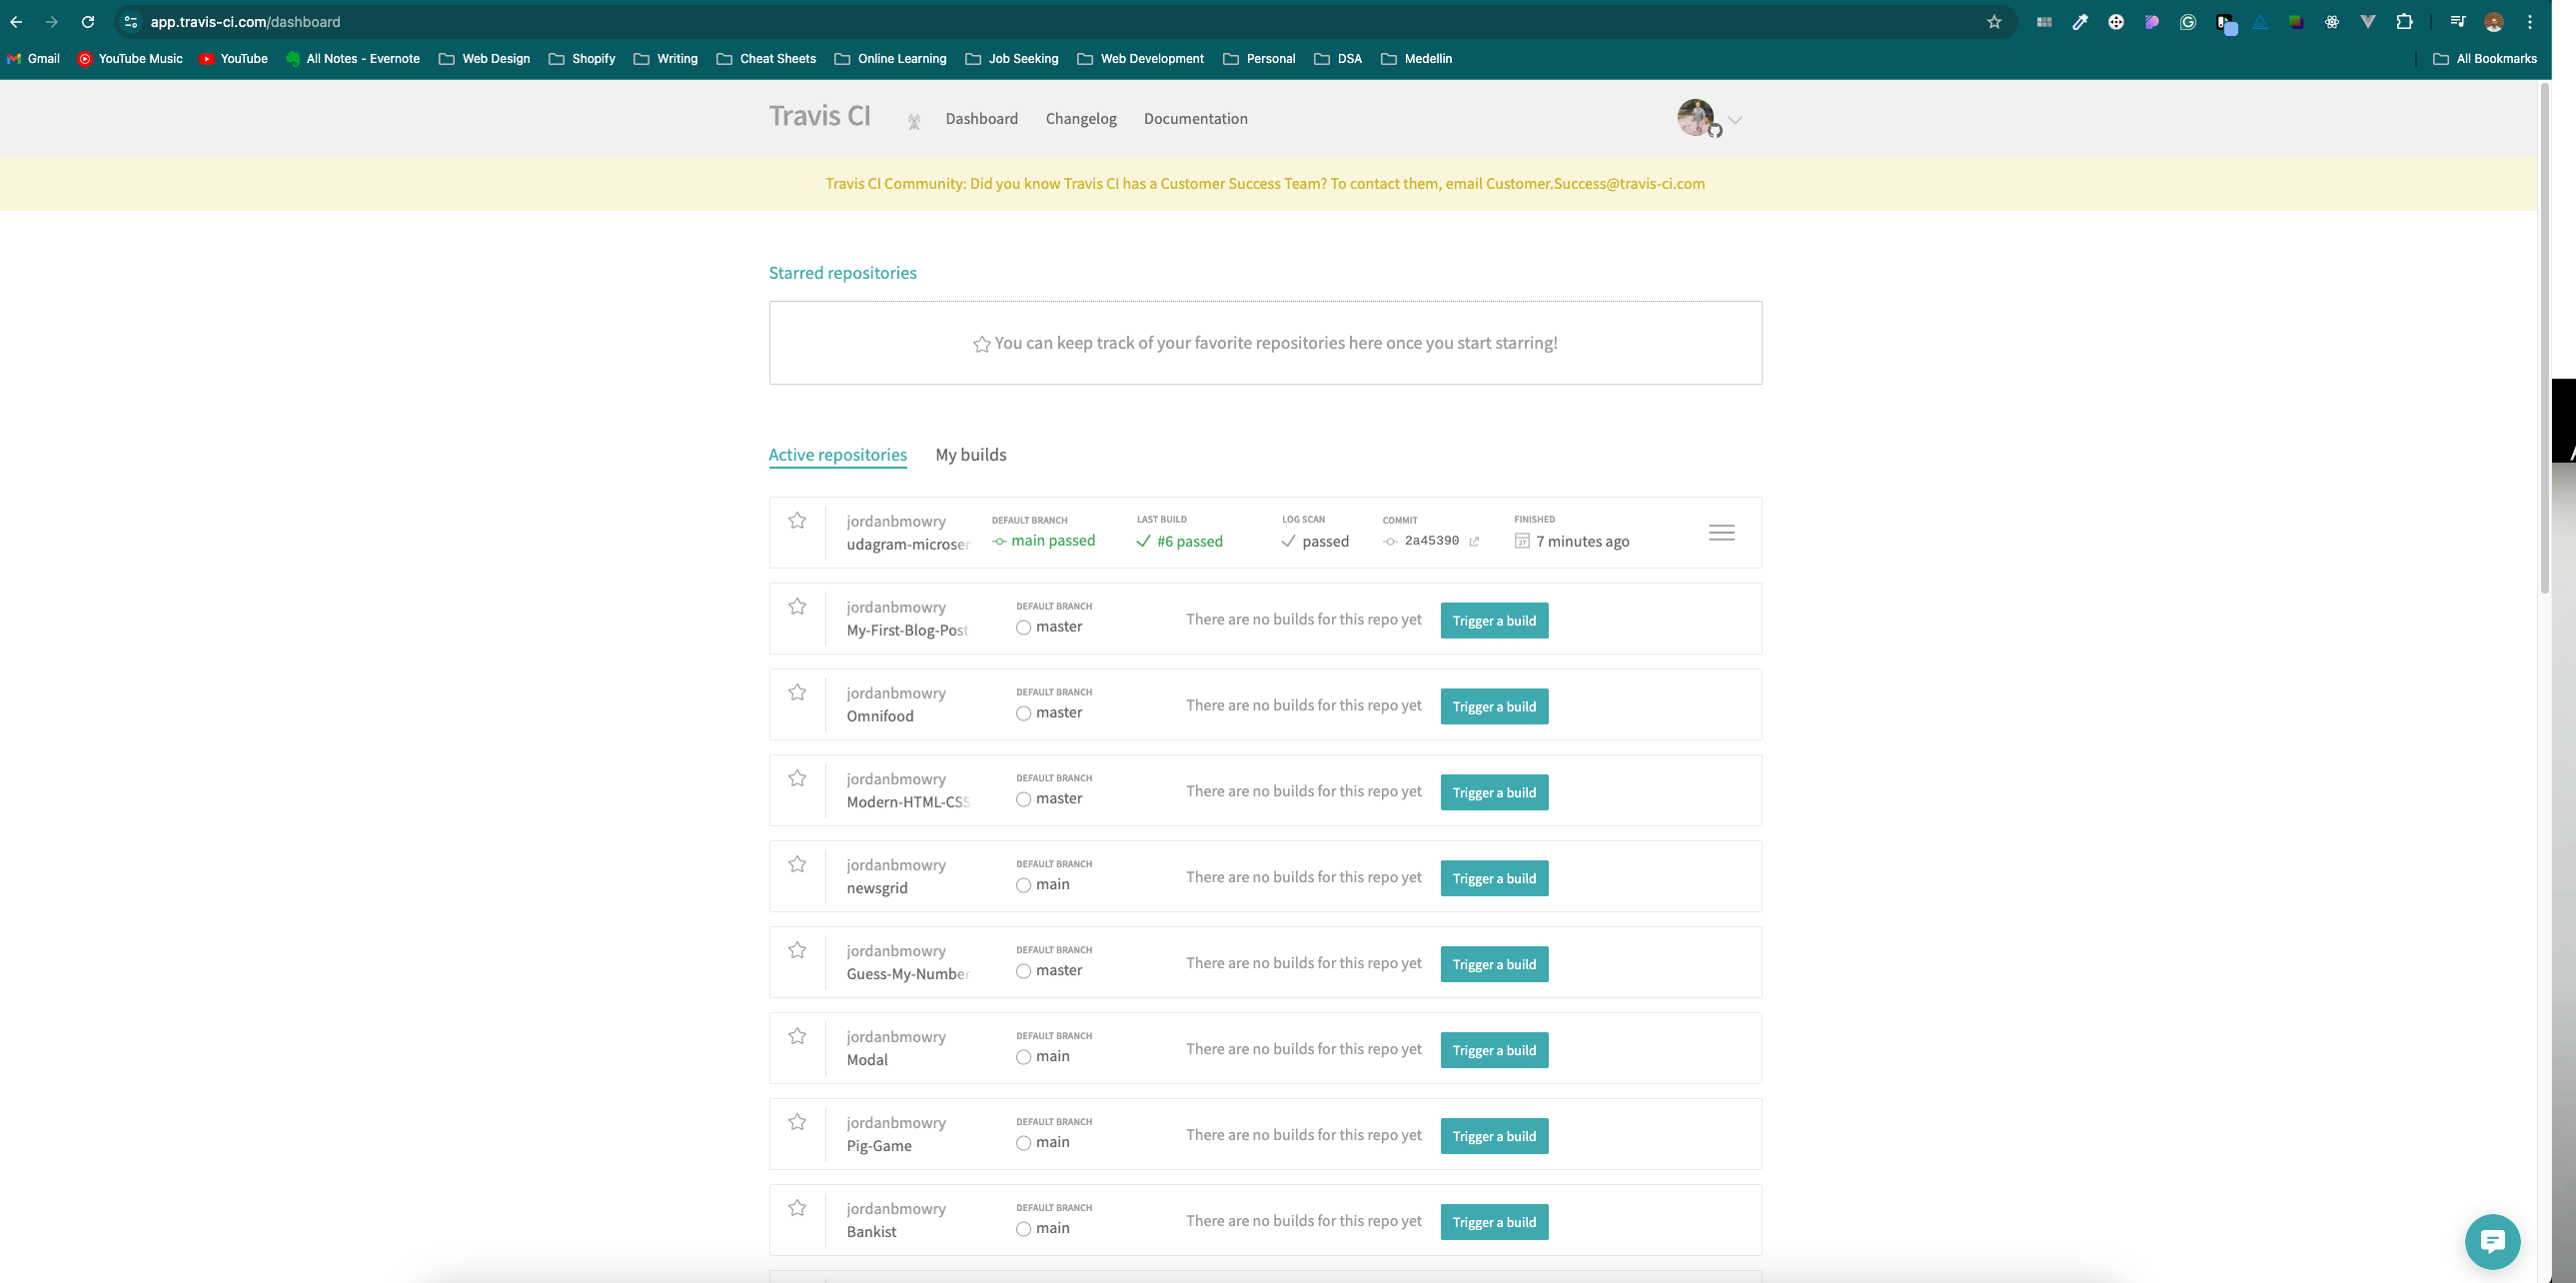 app.travis-ci.com/dashboard
Gmail YouTube Music YouTube All Notes - Evernote Web Design Shopify Writing Cheat Sheets Online Learning Job Seeking Web Development Personal DSA Medellin All Bookmarks
Travis CI Dashboard Changelog Documentation
Travis CI Community: Did you know Travis CI has a Customer Success Team? To contact them, email Customer.Success@travis-ci.com
Starred repositories
You can keep track of your favorite repositories here once you start starring!
Active repositories My builds
jordanbmowry DEFAULT BRANCH LAST BUILD LOG SCAN COMMIT FINISHED
udagram-microser main passed #6 passed passed 2a45390 27 7 minutes ago
jordanbmowry DEFAULT BRANCH
My-First-Blog-Post master There are no builds for this repo yet Trigger a build
jordanbmowry DEFAULT BRANCH
Omnifood master There are no builds for this repo yet Trigger a build
jordanbmowry DEFAULT BRANCH
Modern-HTML-CSS master There are no builds for this repo yet Trigger a build
jordanbmowry DEFAULT BRANCH
newsgrid main There are no builds for this repo yet Trigger a build
jordanbmowry DEFAULT BRANCH
Guess-My-Number master There are no builds for this repo yet Trigger a build
jordanbmowry DEFAULT BRANCH
Modal main There are no builds for this repo yet Trigger a build
jordanbmowry DEFAULT BRANCH
Pig-Game main There are no builds for this repo yet Trigger a build
jordanbmowry DEFAULT BRANCH
Bankist main There are no builds for this repo yet Trigger a build